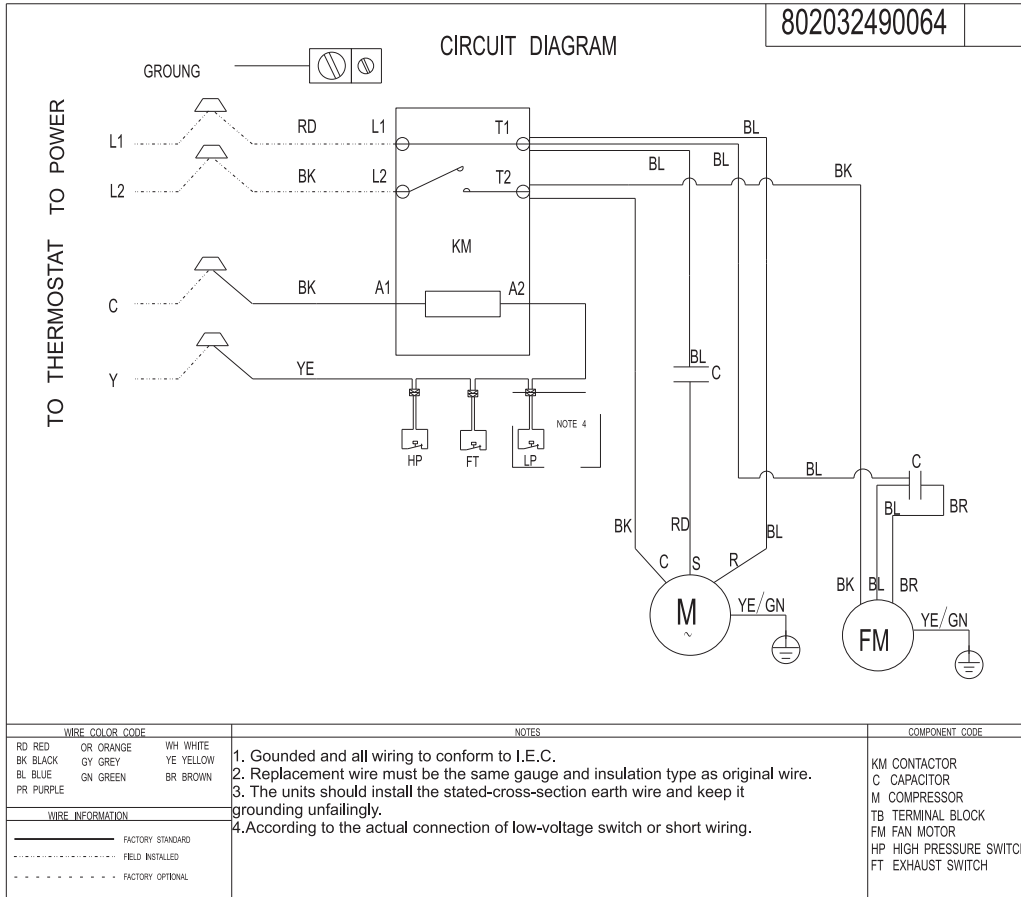 802032490064
CIRCUIT DIAGRAM
GROUNG
TO POWER
TO THERMOSTAT
L1
RD
L1
T1
BL
L2
BK
L2
T2
BL
BL
BK
KM
C
BK
A1
A2
Y
YE
BL
C
NOTE 4
HP
FT
LP
BL
C
BL
BR
BK
RD
BL
C
S
R
M
~
YE/GN
BK
BL
BR
FM
YE/GN
WIRE COLOR CODE
RD RED OR ORANGE WH WHITE
BK BLACK GY GREY YE YELLOW
BL BLUE GN GREEN BR BROWN
PR PURPLE
WIRE INFORMATION
FACTORY STANDARD
FIELD INSTALLED
FACTORY OPTIONAL
NOTES
1. Gounded and all wiring to conform to I.E.C.
2. Replacement wire must be the same gauge and insulation type as original wire.
3. The units should install the stated-cross-section earth wire and keep it
grounding unfailingly.
4.According to the actual connection of low-voltage switch or short wiring.
COMPONENT CODE
KM CONTACTOR
C CAPACITOR
M COMPRESSOR
TB TERMINAL BLOCK
FM FAN MOTOR
HP HIGH PRESSURE SWITCH
FT EXHAUST SWITCH